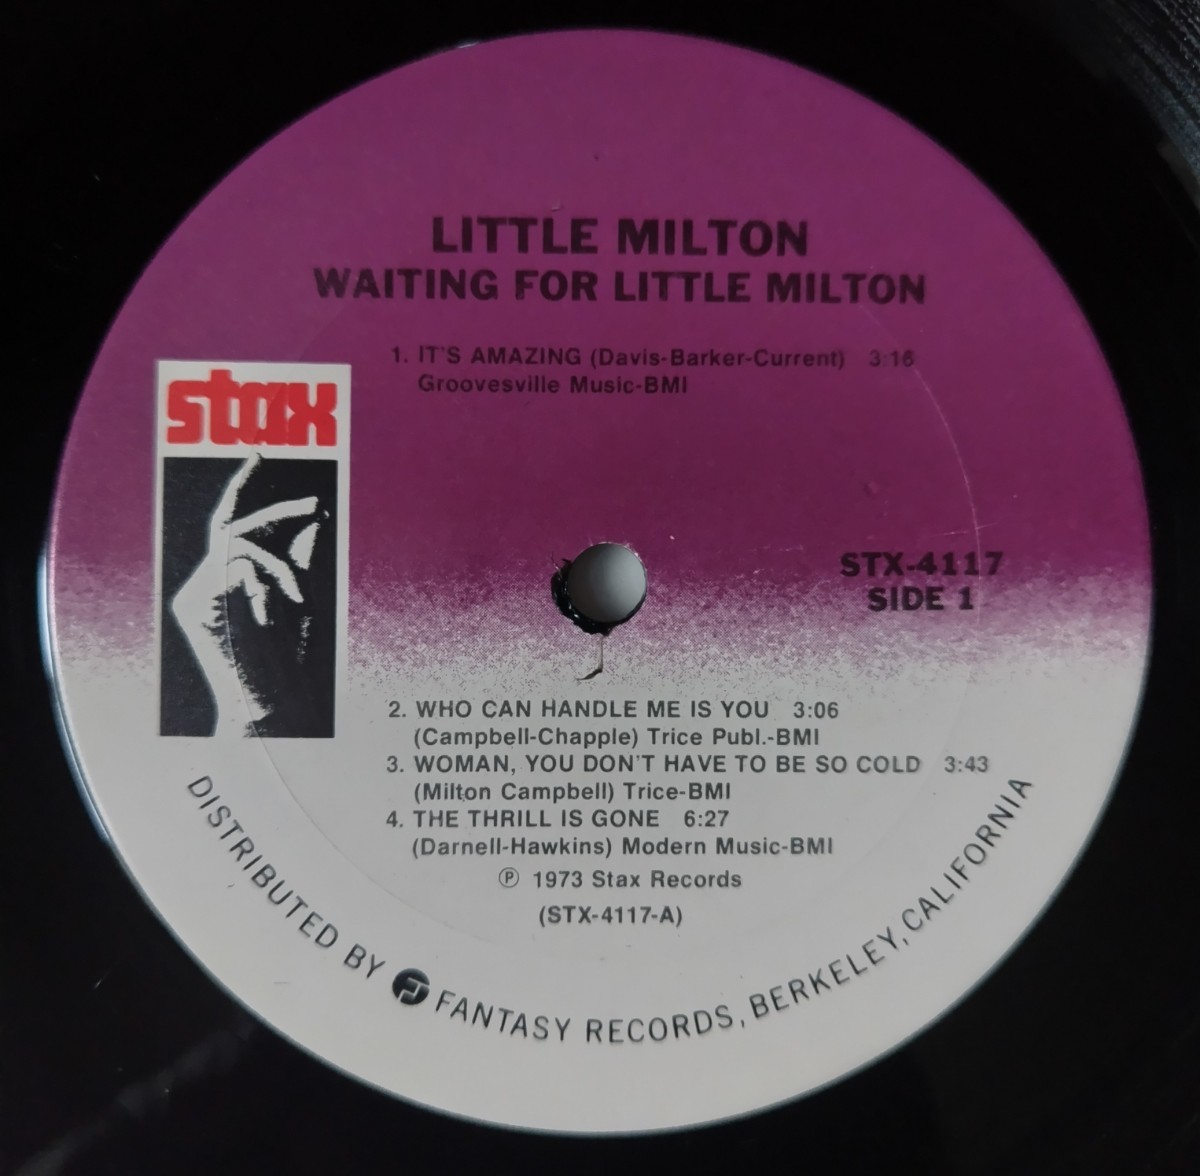 LITTLE MILTON
WAITING FOR LITTLE MILTON
1. IT'S AMAZING (Davis-Barker-Current) 3:16
Groovesville Music-BMI
stax
STX-4117
SIDE 1
2. WHO CAN HANDLE ME IS YOU 3:06
(Campbell-Chapple) Trice Publ.-BMI
3. WOMAN, YOU DON'T HAVE TO BE SO COLD 3:43
(Milton Campbell) Trice-BMI
4. THE THRILL IS GONE 6:27
(Darnell-Hawkins) Modern Music-BMI
℗ 1973 Stax Records
(STX-4117-A)
DISTRIBUTED BY F FANTASY RECORDS, BERKELEY, CALIFORNIA